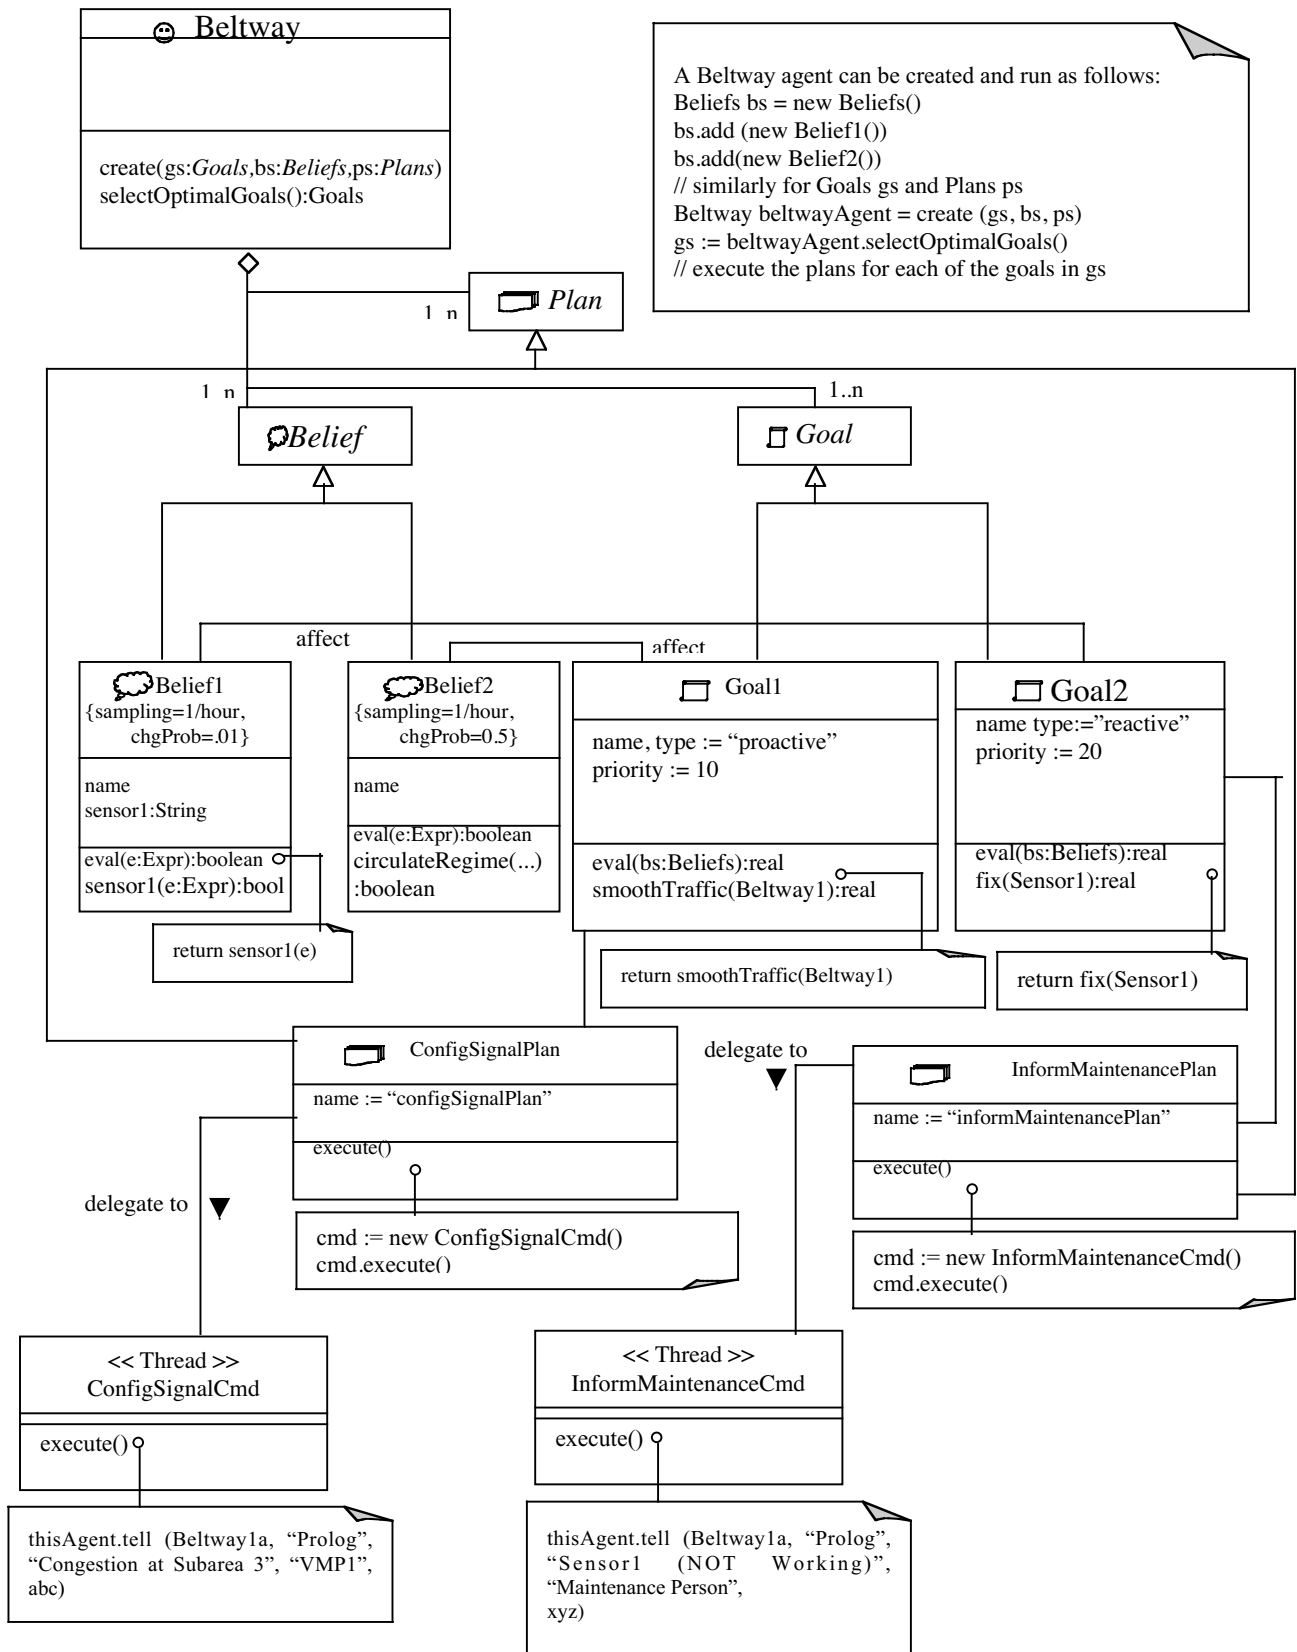 Beltway
create(gs:Goals,bs:Beliefs,ps:Plans)
selectOptimalGoals():Goals
A Beltway agent can be created and run as follows:
Beliefs bs = new Beliefs()
bs.add (new Belief1())
bs.add(new Belief2())
// similarly for Goals gs and Plans ps
Beltway beltwayAgent = create (gs, bs, ps)
gs := beltwayAgent.selectOptimalGoals()
// execute the plans for each of the goals in gs
Plan
1..n
1..n
1..n
Belief
Goal
affect
affect
Belief1
{sampling=1/hour,
chgProb=.01}
name
sensor1:String
eval(e:Expr):boolean
sensor1(e:Expr):bool
return sensor1(e)
Belief2
{sampling=1/hour,
chgProb=0.5}
name
eval(e:Expr):boolean
circulateRegime(...)
:boolean
Goal1
name, type := “proactive”
priority := 10
eval(bs:Beliefs):real
smoothTraffic(Beltway1):real
return smoothTraffic(Beltway1)
Goal2
name type:=”reactive”
priority := 20
eval(bs:Beliefs):real
fix(Sensor1):real
return fix(Sensor1)
ConfigSignalPlan
name := “configSignalPlan”
execute()
cmd := new ConfigSignalCmd()
cmd.execute()
delegate to
delegate to
InformMaintenancePlan
name := “informMaintenancePlan”
execute()
cmd := new InformMaintenanceCmd()
cmd.execute()
<< Thread >>
ConfigSignalCmd
execute()
thisAgent.tell (Beltway1a, “Prolog”,
“Congestion at Subarea 3”, “VMP1”,
abc)
<< Thread >>
InformMaintenanceCmd
execute()
thisAgent.tell (Beltway1a, “Prolog”,
“Sensor1 (NOT Working)”,
“Maintenance Person”,
xyz)